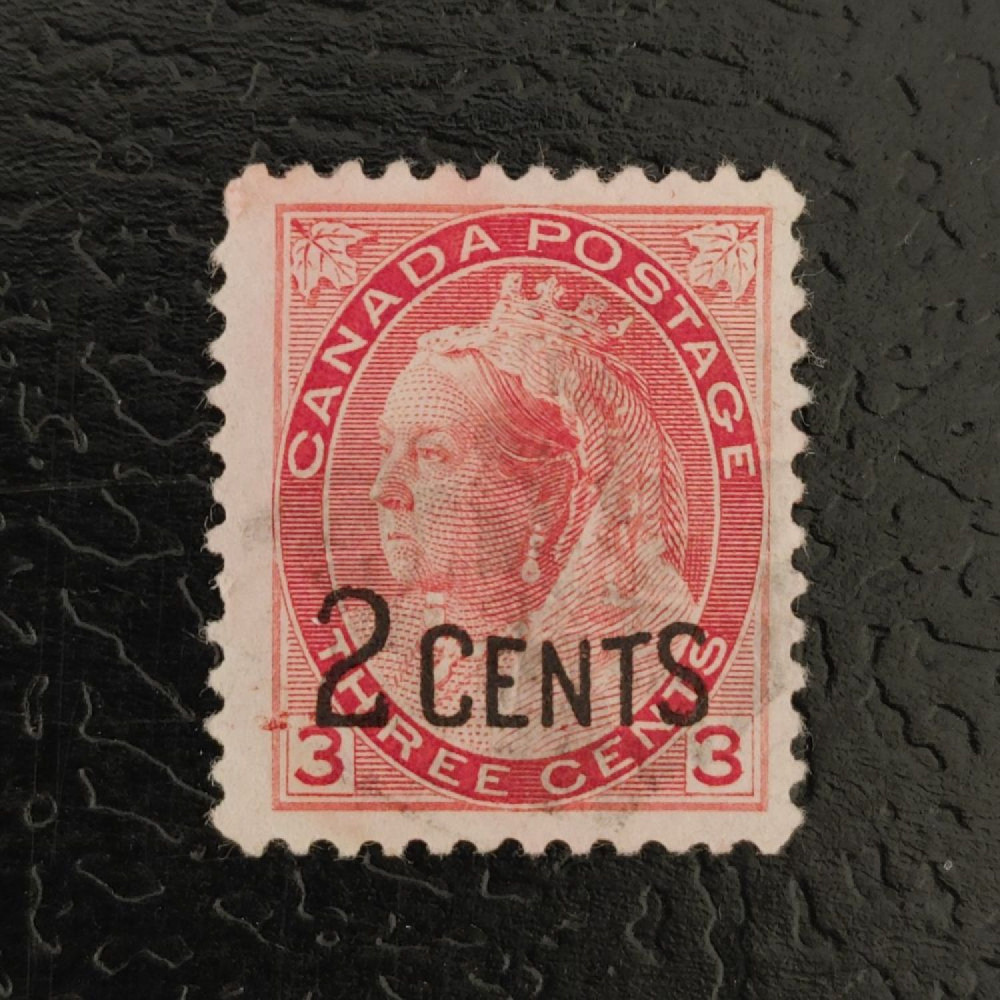 CANADA POSTAGE
2 CENTS
THREE CENTS
3 3